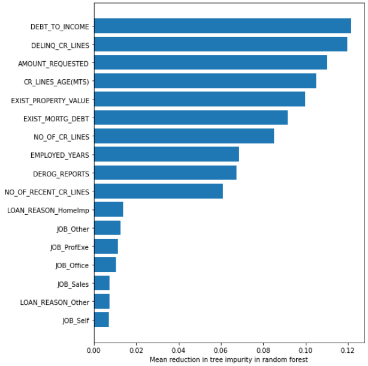 DEBT_TO_INCOME
DELINQ_CR_LINES
AMOUNT_REQUESTED
CR_LINES_AGE(MTS)
EXIST_PROPERTY_VALUE
EXIST_MORTG_DEBT
NO_OF_CR_LINES
EMPLOYED_YEARS
DEROG_REPORTS
NO_OF_RECENT_CR_LINES
LOAN_REASON_HomeImp
JOB_Other
JOB_ProfExe
JOB_Office
JOB_Sales
LOAN_REASON_Other
JOB_Self
0.00 0.02 0.04 0.06 0.08 0.10 0.12
Mean reduction in tree impurity in random forest